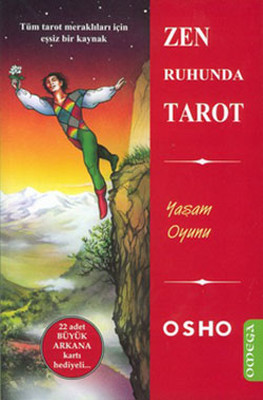 Tüm tarot meraklıları için
eşsiz bir kaynak
ZEN
RUHUNDA
TAROT
Yaşam
Oyunu
OSHO
22 adet
BÜYÜK
ARKANA
kartı
hediyeli...
OMEGA